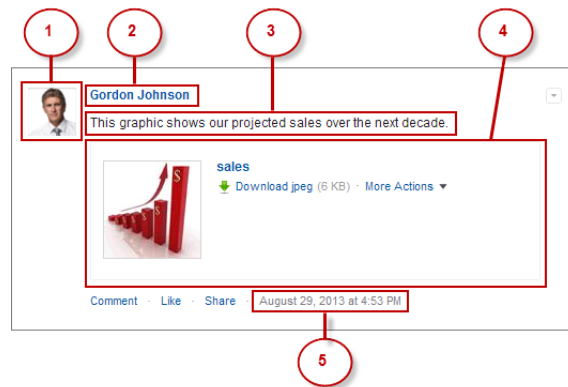 1 2 3 4
Gordon Johnson
This graphic shows our projected sales over the next decade.
$ $
sales
Download jpeg (6 KB) · More Actions
Comment · Like · Share · August 29, 2013 at 4:53 PM
5